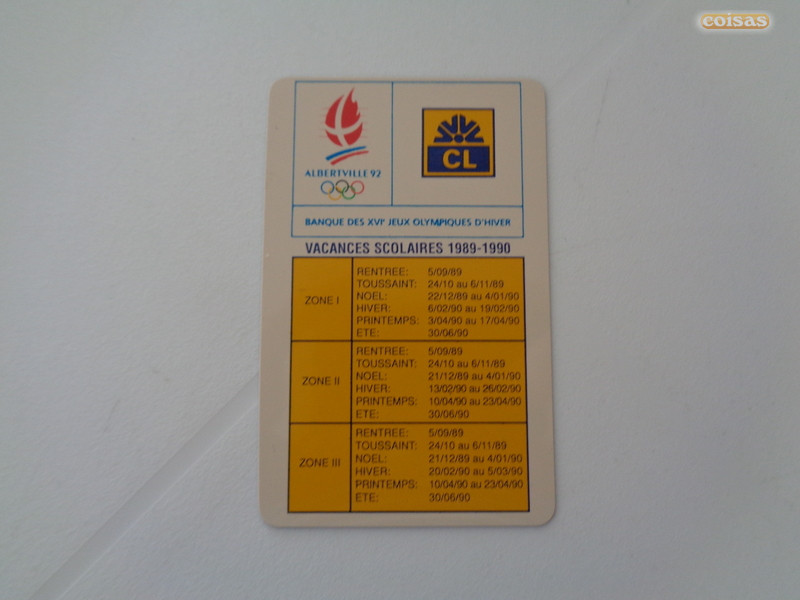 coisas
ALBERTVILLE 92
CL
BANQUE DES XVIᵉ JEUX OLYMPIQUES D'HIVER
VACANCES SCOLAIRES 1989-1990
ZONE I
RENTREE: 5/09/89
TOUSSAINT: 24/10 au 6/11/89
NOEL: 22/12/89 au 4/01/90
HIVER: 6/02/90 au 19/02/90
PRINTEMPS: 3/04/90 au 17/04/90
ETE: 30/06/90
ZONE II
RENTREE: 5/09/89
TOUSSAINT: 24/10 au 6/11/89
NOEL: 21/12/89 au 4/01/90
HIVER: 13/02/90 au 26/02/90
PRINTEMPS: 10/04/90 au 23/04/90
ETE: 30/06/90
ZONE III
RENTREE: 5/09/89
TOUSSAINT: 24/10 au 6/11/89
NOEL: 21/12/89 au 4/01/90
HIVER: 20/02/90 au 5/03/90
PRINTEMPS: 10/04/90 au 23/04/90
ETE: 30/06/90